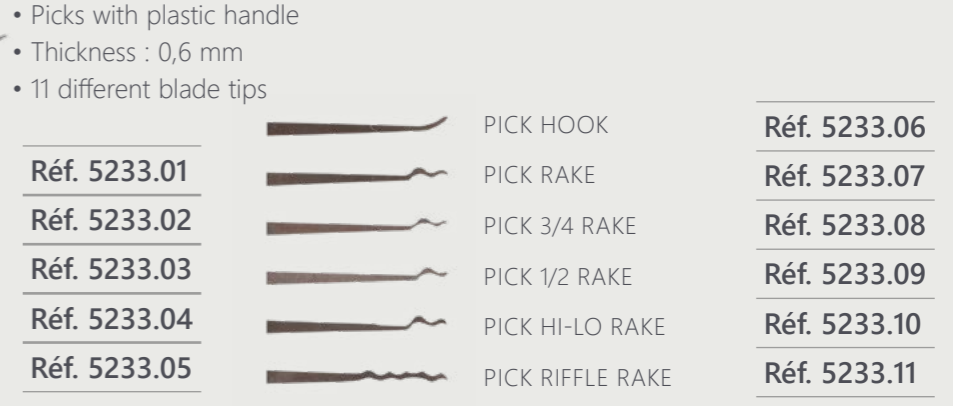 • Picks with plastic handle
• Thickness : 0,6 mm
• 11 different blade tips
Réf. 5233.01
Réf. 5233.02
Réf. 5233.03
Réf. 5233.04
Réf. 5233.05
PICK HOOK
PICK RAKE
PICK 3/4 RAKE
PICK 1/2 RAKE
PICK HI-LO RAKE
PICK RIFFLE RAKE
Réf. 5233.06
Réf. 5233.07
Réf. 5233.08
Réf. 5233.09
Réf. 5233.10
Réf. 5233.11